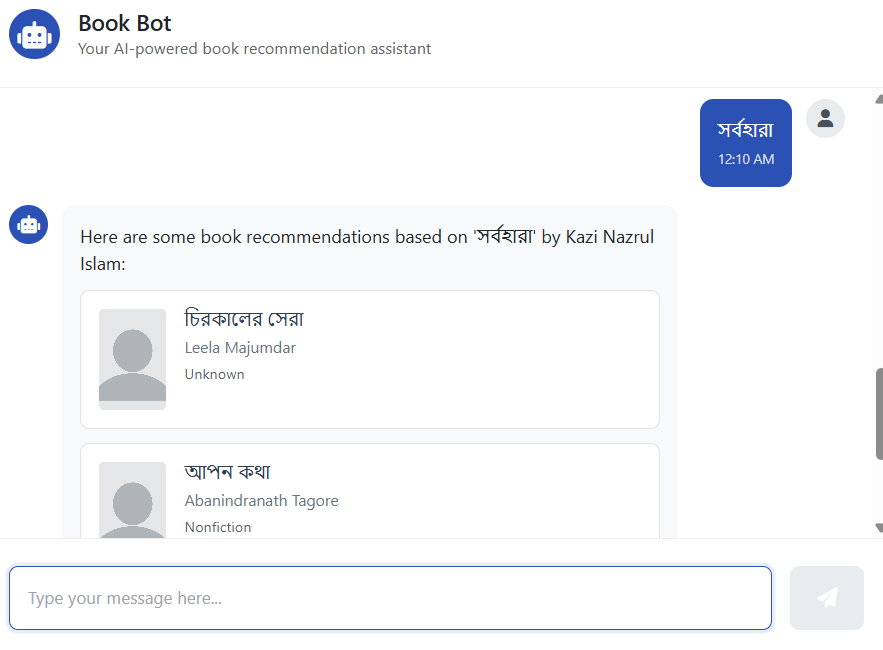 Book Bot
Your AI-powered book recommendation assistant
সর্বহারা
12:10 AM
Here are some book recommendations based on 'সর্বহারা' by Kazi Nazrul
Islam:
চিরকালের সেরা
Leela Majumdar
Unknown
আপন কথা
Abanindranath Tagore
Nonfiction
Type your message here...